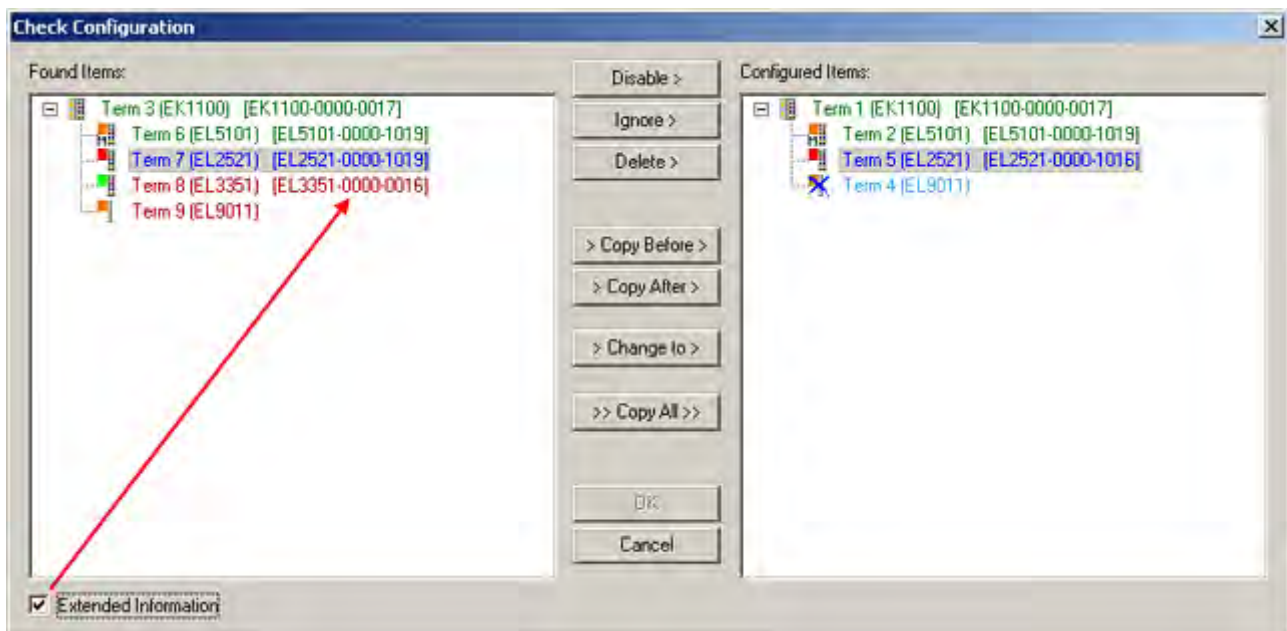 Check Configuration
Found Items:
Term 3 (EK1100) [EK1100-0000-0017]
Term 6 (EL5101) [EL5101-0000-1019]
Term 7 (EL2521) [EL2521-0000-1019]
Term 8 (EL3351) [EL3351-0000-0016]
Term 9 (EL9011)
Extended Information
Disable >
Ignore >
Delete >
> Copy Before >
> Copy After >
> Change to >
>> Copy All >>
OK
Cancel
Configured Items:
Term 1 (EK1100) [EK1100-0000-0017]
Term 2 (EL5101) [EL5101-0000-1019]
Term 5 (EL2521) [EL2521-0000-1016]
Term 4 (EL9011)